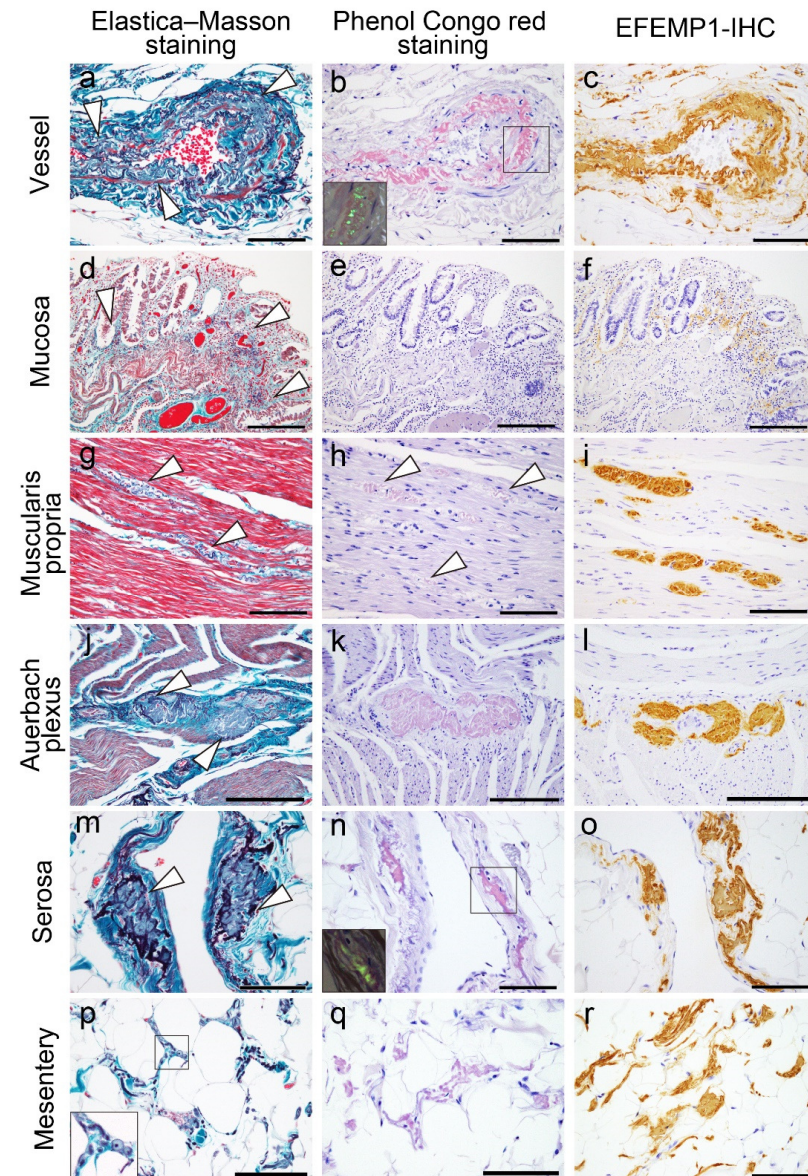 Elastica–Masson
staining
Phenol Congo red
staining
EFEMP1-IHC
Vessel
a
b
c
Mucosa
d
e
f
Muscularis
propria
g
h
i
Auerbach
plexus
j
k
l
Serosa
m
n
o
Mesentery
p
q
r